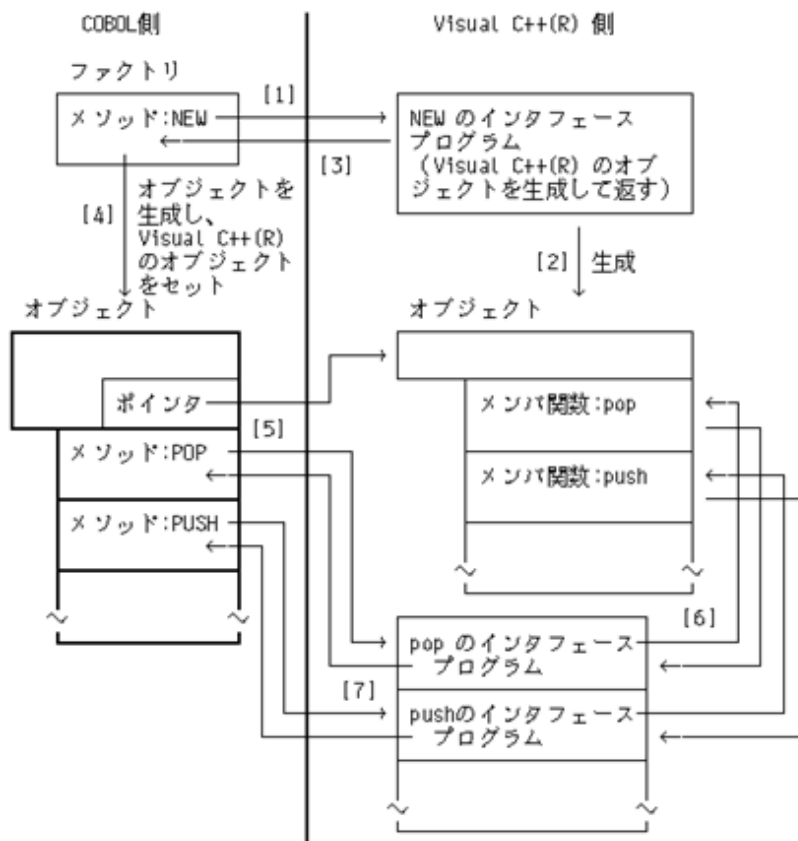 COBOL側
Visual C++(R) 側
ファクトリ
メソッド:NEW
[1]
[3]
NEW のインタフェース
プログラム
(Visual C++(R) のオブ
ジェクトを生成して返す)
[4]
オブジェクトを
生成し、
Visual C++(R)
のオブジェクト
をセット
[2] 生成
オブジェクト
オブジェクト
ポインタ
メンバ関数:pop
[5]
メソッド:POP
メンバ関数:push
メソッド:PUSH
[6]
pop のインタフェース
プログラム
[7]
pushのインタフェース
プログラム